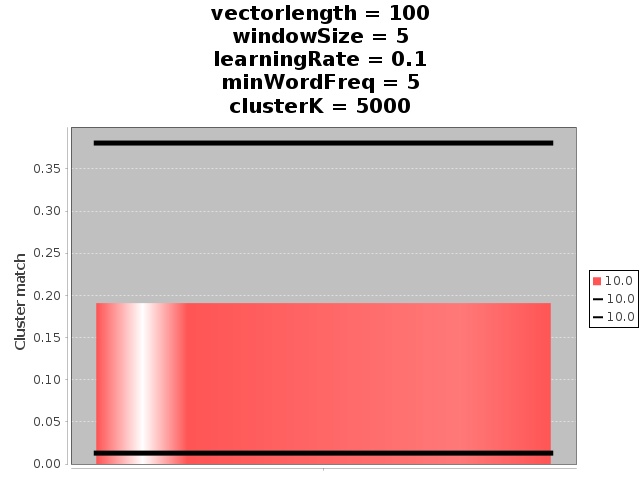 vectorlength = 100
windowSize = 5
learningRate = 0.1
minWordFreq = 5
clusterK = 5000
Cluster match
0.35
0.30
0.25
0.20
0.15
0.10
0.05
0.00
10.0
10.0
10.0